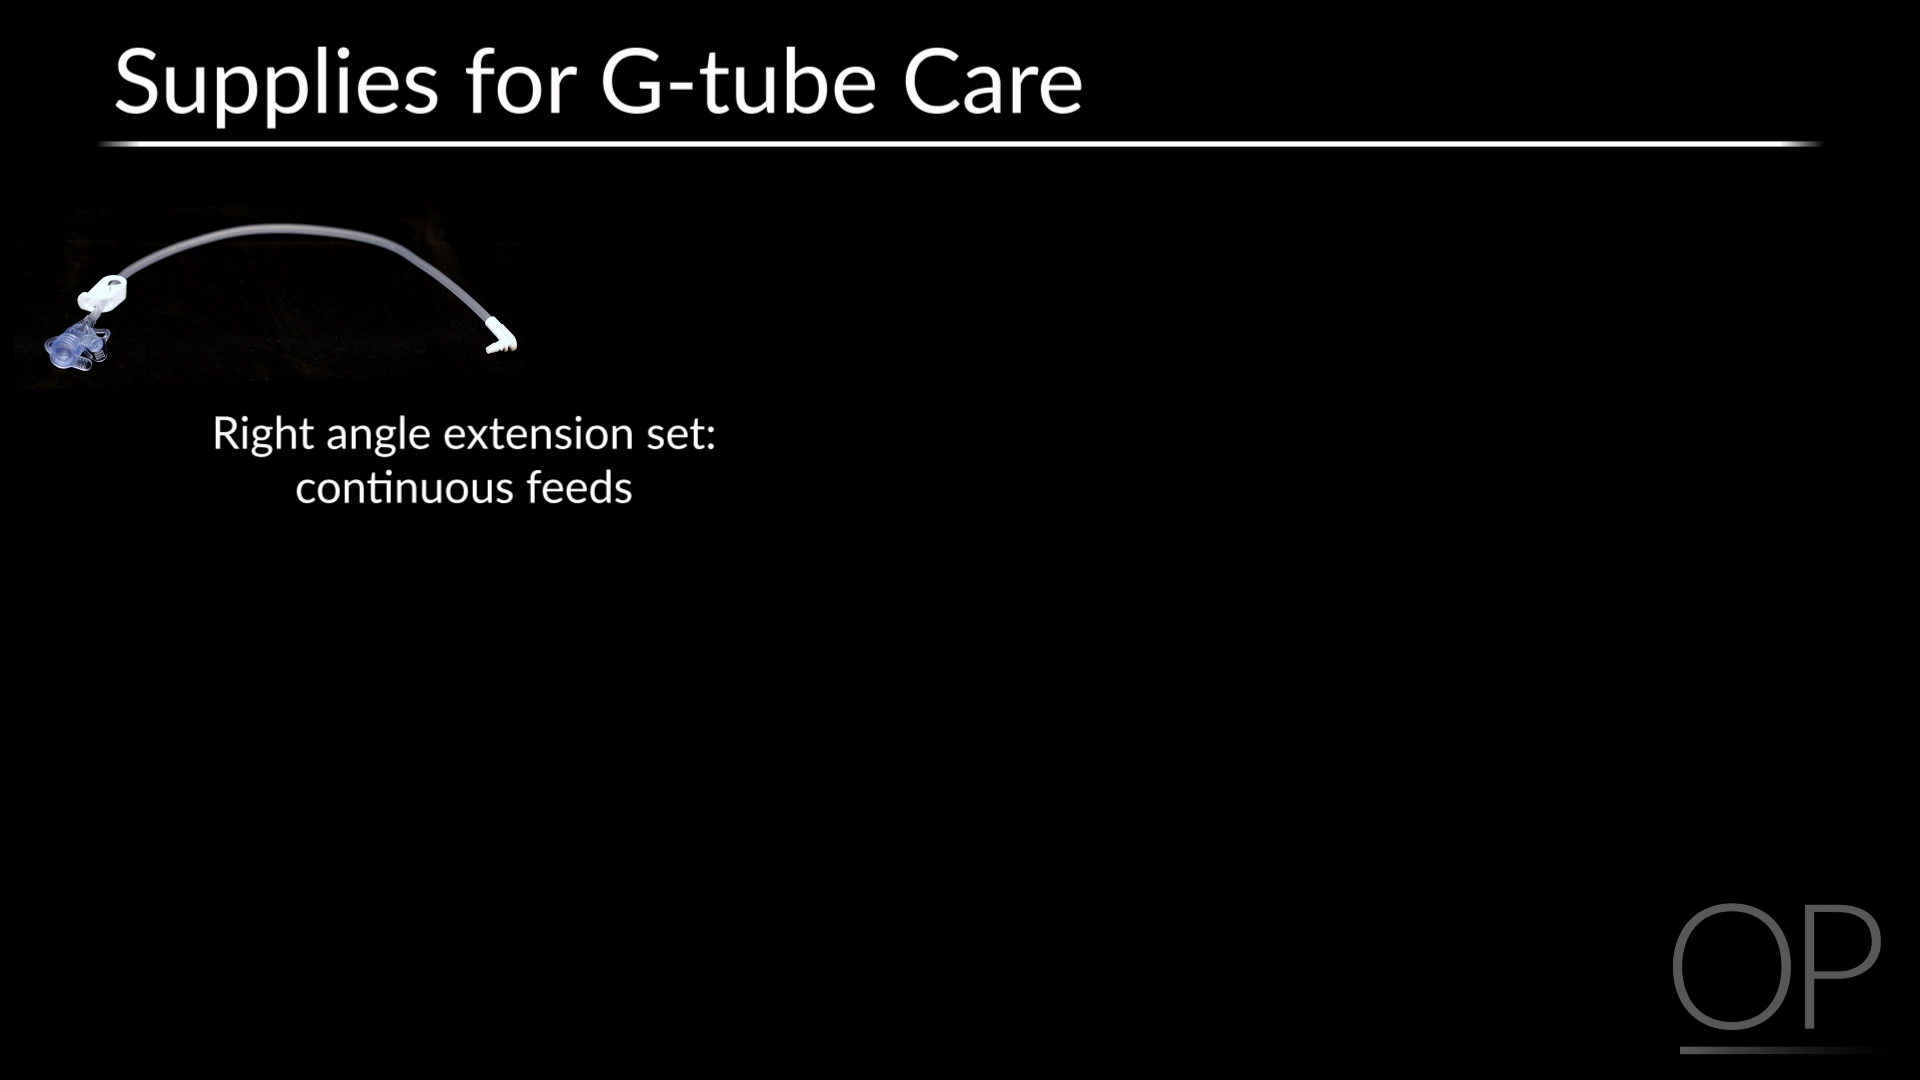 Supplies for G-tube Care
Right angle extension set:
continuous feeds
OP